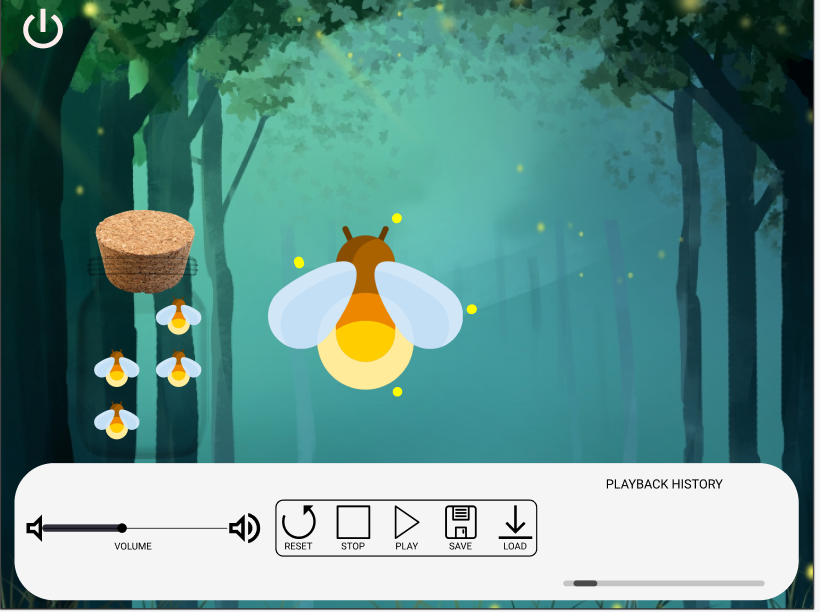 PLAYBACK HISTORY
VOLUME
RESET
STOP
PLAY
SAVE
LOAD